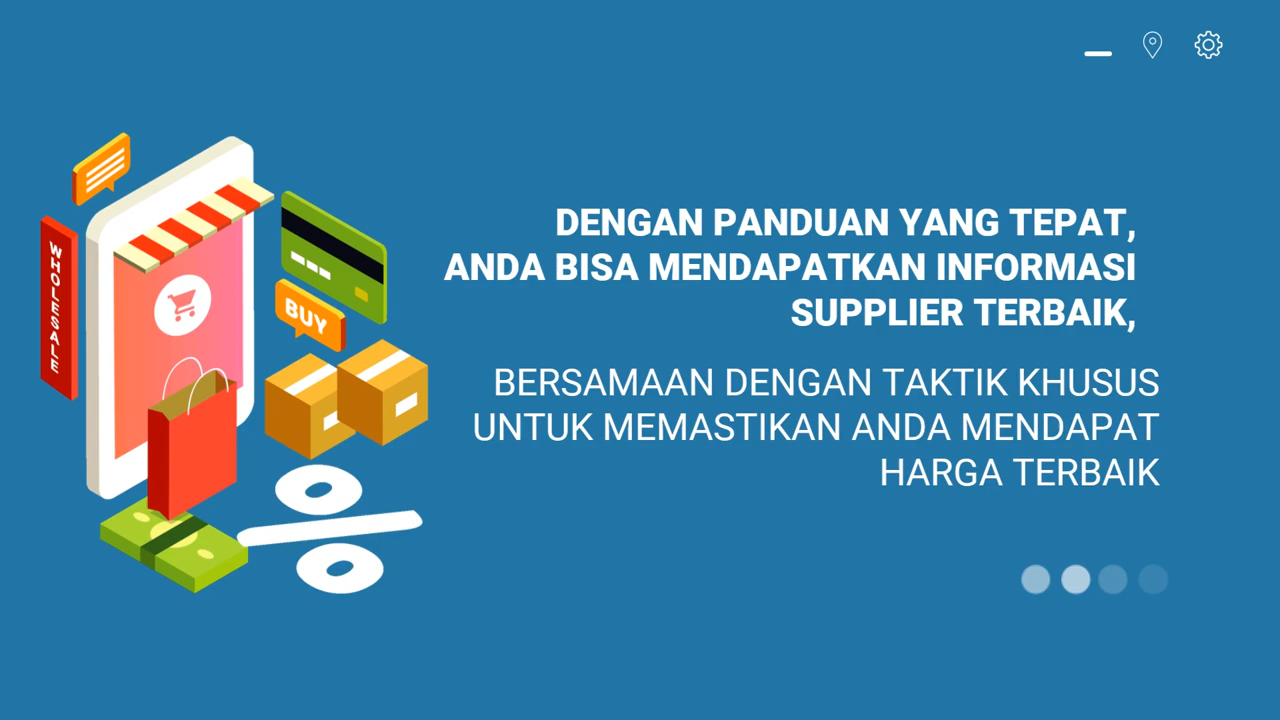 WHOLESALE
BUY
DENGAN PANDUAN YANG TEPAT,
ANDA BISA MENDAPATKAN INFORMASI
SUPPLIER TERBAIK,
BERSAMAAN DENGAN TAKTIK KHUSUS
UNTUK MEMASTIKAN ANDA MENDAPAT
HARGA TERBAIK